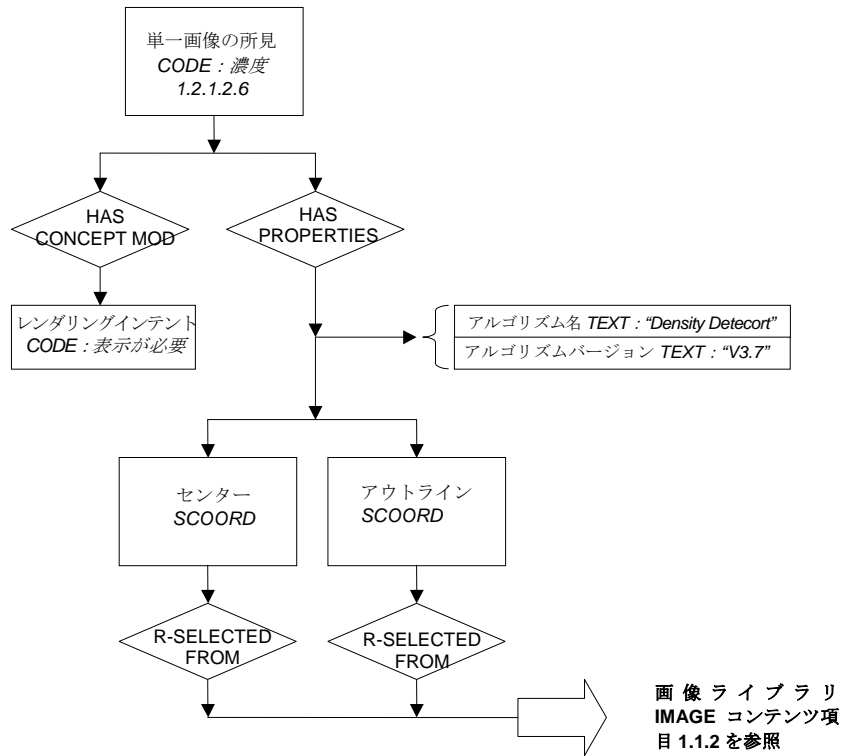 単一画像の所見
CODE：濃度
1.2.1.2.6
HAS
CONCEPT MOD
HAS
PROPERTIES
レンダリングインテント
CODE：表示が必要
アルゴリズム名 TEXT：“Density Detecort”
アルゴリズムバージョン TEXT：“V3.7”
センター
SCOORD
アウトライン
SCOORD
R-SELECTED
FROM
R-SELECTED
FROM
画像ライブラリ
IMAGE コンテンツ項
目 1.1.2 を参照